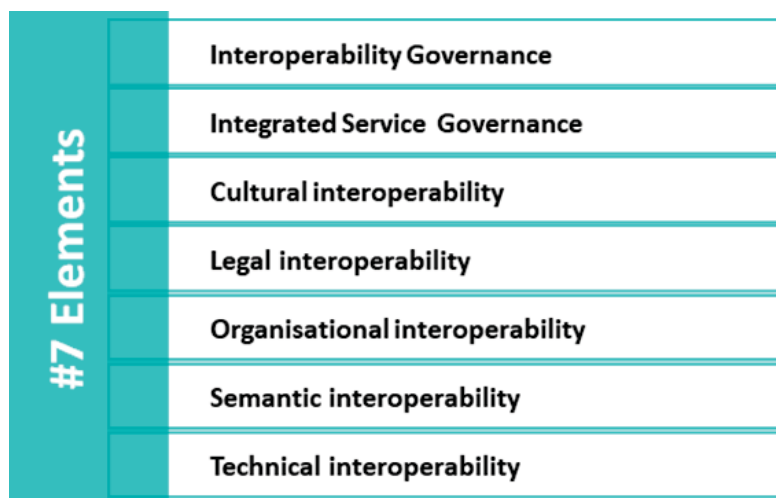 #7 Elements
Interoperability Governance
Integrated Service Governance
Cultural interoperability
Legal interoperability
Organisational interoperability
Semantic interoperability
Technical interoperability